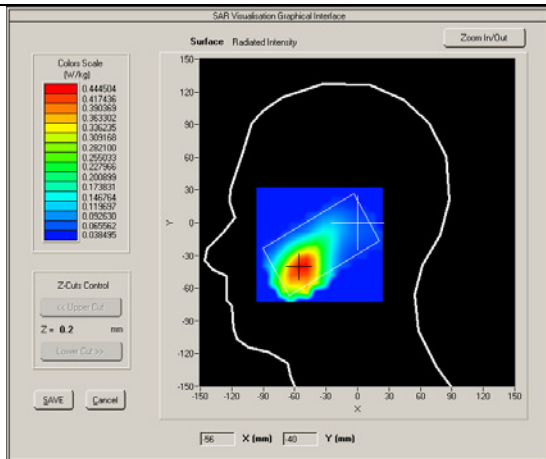 SAR Visualisation Graphical Interface
Surface Radiated Intensity
Zoom In/Out
Colors Scale
(W/kg)
0.444504
0.417436
0.390369
0.363302
0.336235
0.309168
0.282100
0.255033
0.227966
0.200899
0.173831
0.146764
0.119697
0.092630
0.065562
0.038495
Z-Cuts Control
<< Upper Cut
Z = 0.2 mm
Lower Cut >>
SAVE Cancel
150
120
90
60
30
0
-30
-60
-90
-120
-150
Y
-150 -120 -90 -60 -30 0 30 60 90 120 150
X
-56 X (mm) -40 Y (mm)